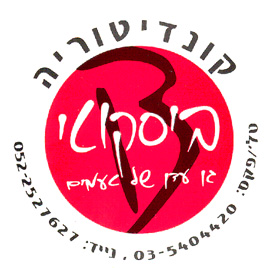 קונדיטוריה
ביסקוטי
גן עדן של טעמים
טל׳/פקס: 03-5404420, נייד: 052-2527627